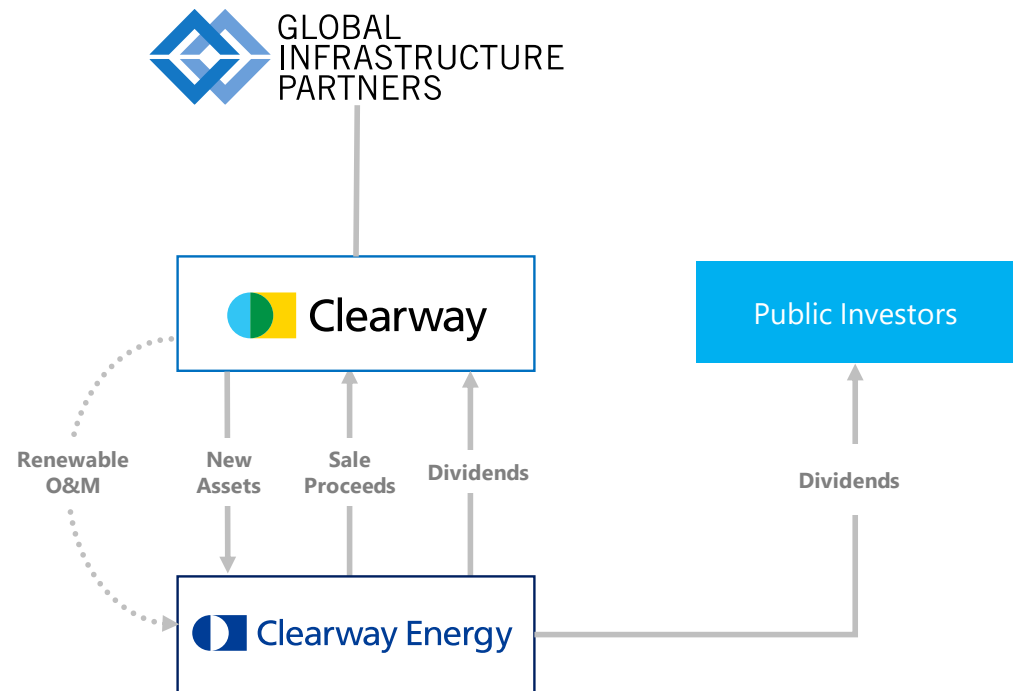 GLOBAL
INFRASTRUCTURE
PARTNERS
Clearway
Public Investors
Renewable
O&M
New
Assets
Sale
Proceeds
Dividends
Dividends
Clearway Energy